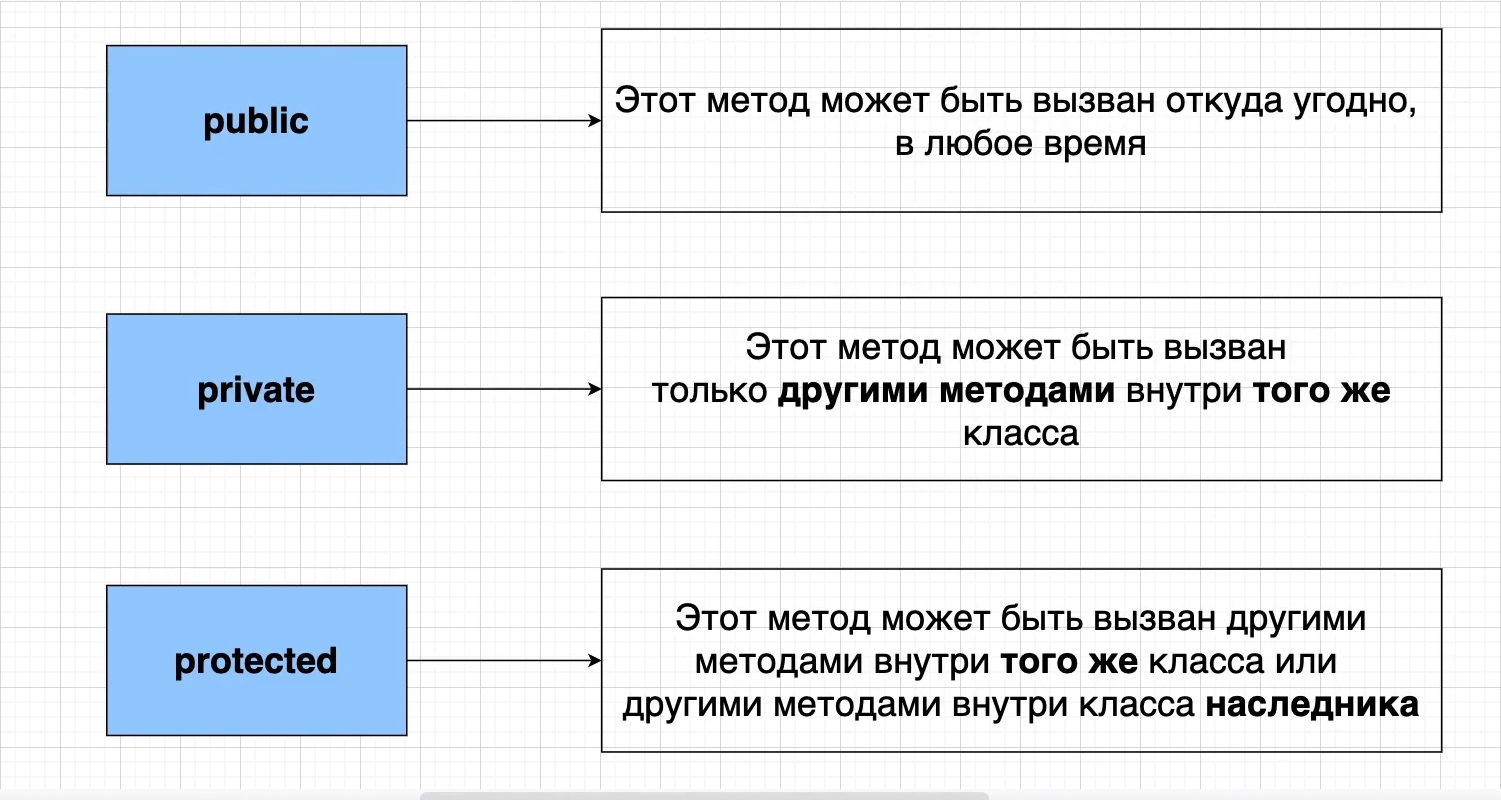 public
Этот метод может быть вызван откуда угодно,
в любое время
private
Этот метод может быть вызван
только другими методами внутри того же
класса
protected
Этот метод может быть вызван другими
методами внутри того же класса или
другими методами внутри класса наследника